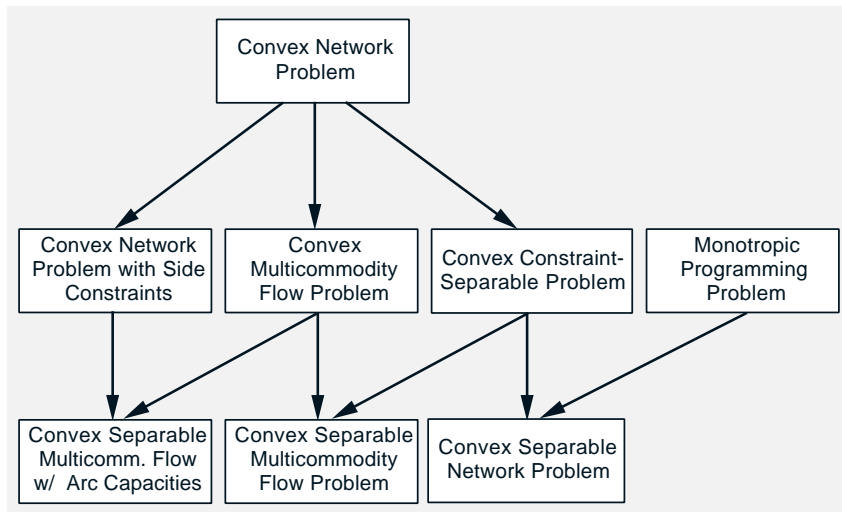 Convex Network
Problem
Convex Network
Problem with Side
Constraints
Convex
Multicommodity
Flow Problem
Convex Constraint-
Separable Problem
Monotropic
Programming
Problem
Convex Separable
Multicomm. Flow
w/ Arc Capacities
Convex Separable
Multicommodity
Flow Problem
Convex Separable
Network Problem